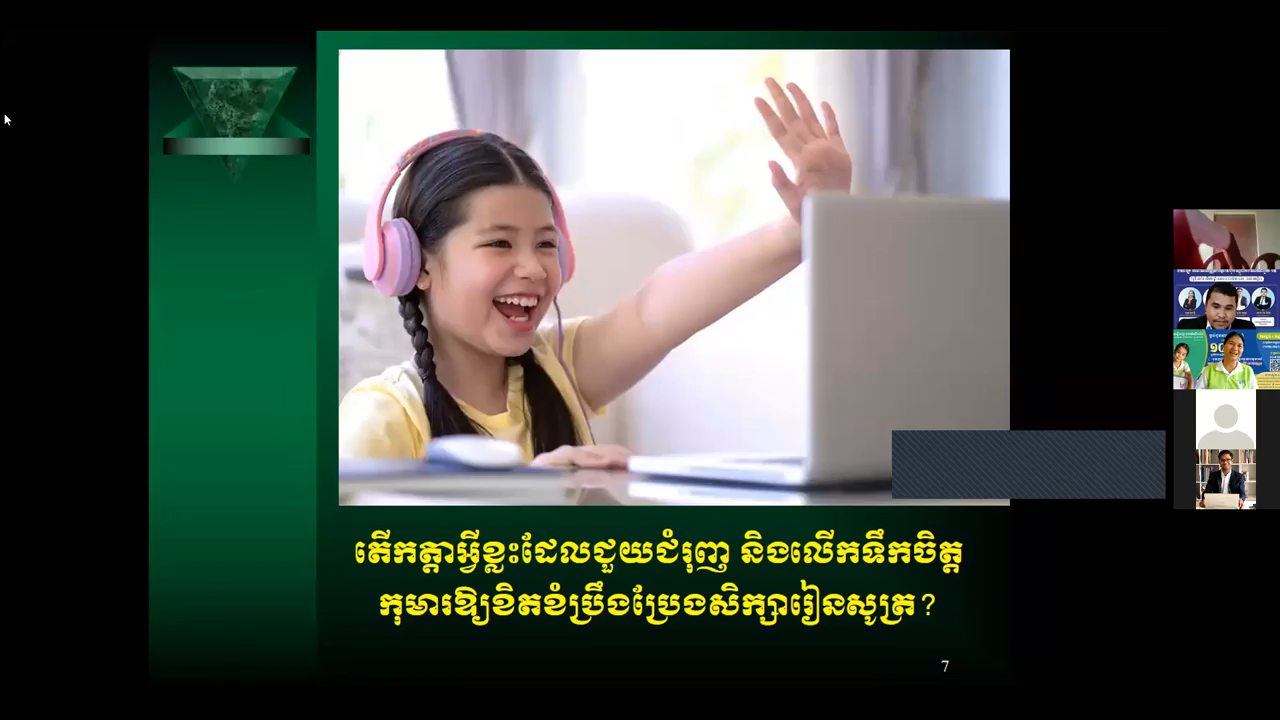 តើកត្តាអ្វីខ្លះដែលជួយជំរុញ និងលើកទឹកចិត្ត
កុមារឱ្យខិតខំប្រឹងប្រែងសិក្សារៀនសូត្រ?
7